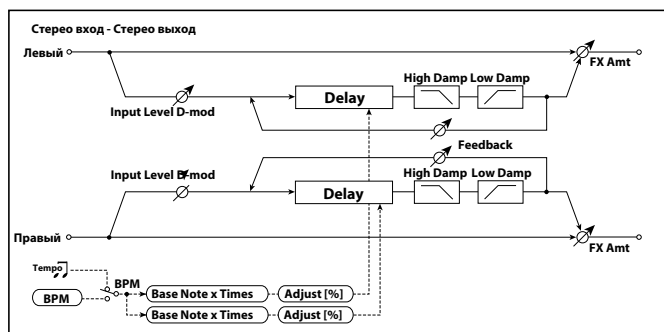 Стерео вход - Стерео выход
Левый
FX Amt
High Damp Low Damp
Delay
Input Level D-mod
Feedback
Input Level D-mod
High Damp Low Damp
Delay
Правый
FX Amt
Tempo
BPM
BPM
Base Note x Times Adjust [%]
Base Note x Times Adjust [%]